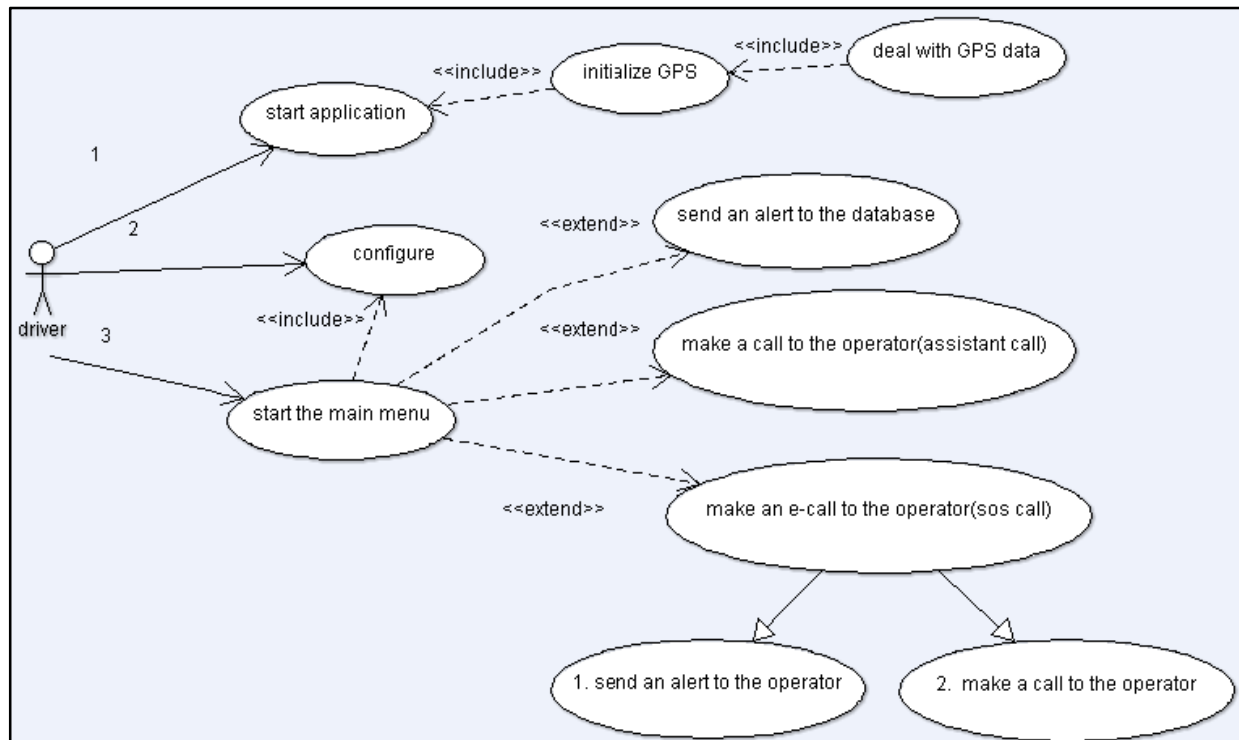 <<include>>
deal with GPS data
<<include>>
initialize GPS
start application
1
2
send an alert to the database
<<extend>>
configure
<<include>>
driver
3
<<extend>>
make a call to the operator(assistant call)
start the main menu
<<extend>>
make an e-call to the operator(sos call)
1. send an alert to the operator
2. make a call to the operator